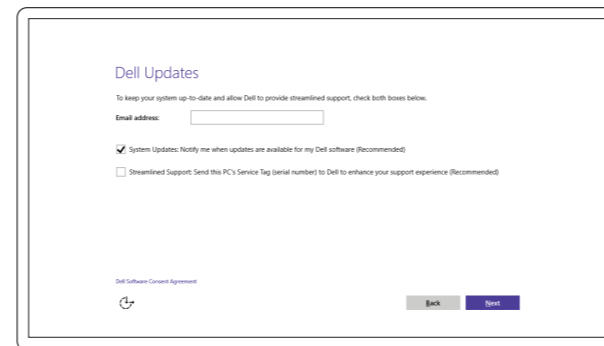 Dell Updates
To keep your system up-to-date and allow Dell to provide streamlined support, check both boxes below.
Email address:
System Updates: Notify me when updates are available for my Dell software (Recommended)
Streamlined Support: Send this PC's Service Tag (serial number) to Dell to enhance your support experience (Recommended)
Dell Software Consent Agreement
Back Next